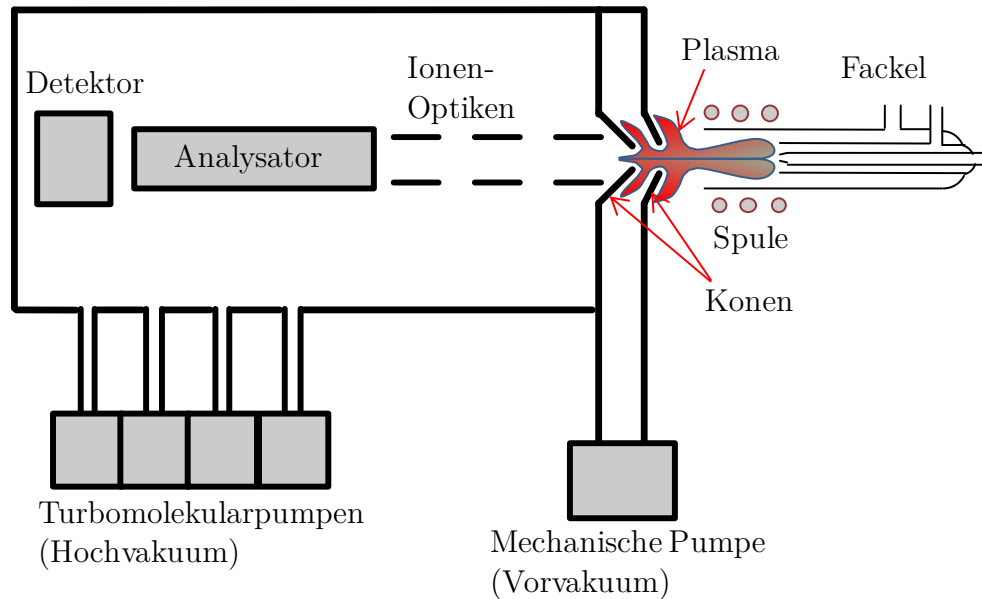 Plasma
Fackel
Ionen-
Optiken
Detektor
Analysator
Spule
Konen
Turbomolekularpumpen
(Hochvakuum)
Mechanische Pumpe
(Vorvakuum)